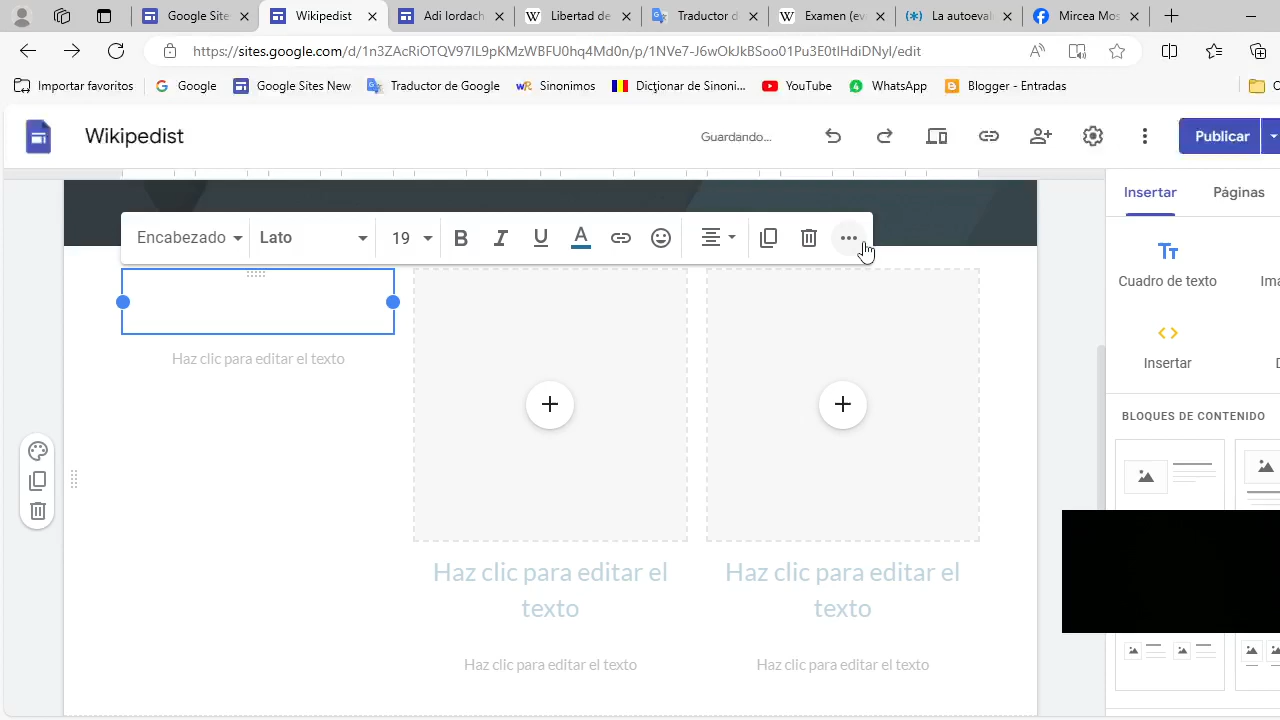 Google Site
Wikipedist
Adi Iordach
Libertad de
Traductor d
Examen (ev
La autoeval
Mircea Mos
https://sites.google.com/d/1n3ZAcRiOTQV97IL9pKMzWBFU0hq4Md0n/p/1NVe7-J6wOkJkBSoo01Pu3E0tlHdiDNyI/edit
Importar favoritos
Google
Google Sites New
Traductor de Google
Sinonimos
Dicționar de Sinoni...
YouTube
WhatsApp
Blogger - Entradas
Wikipedist
Guardando...
Publicar
Insertar
Páginas
Encabezado
Lato
19
B
I
U
A
Cuadro de texto
Ima
Haz clic para editar el texto
Insertar
D
BLOQUES DE CONTENIDO
Haz clic para editar el
texto
Haz clic para editar el
texto
Haz clic para editar el texto
Haz clic para editar el texto